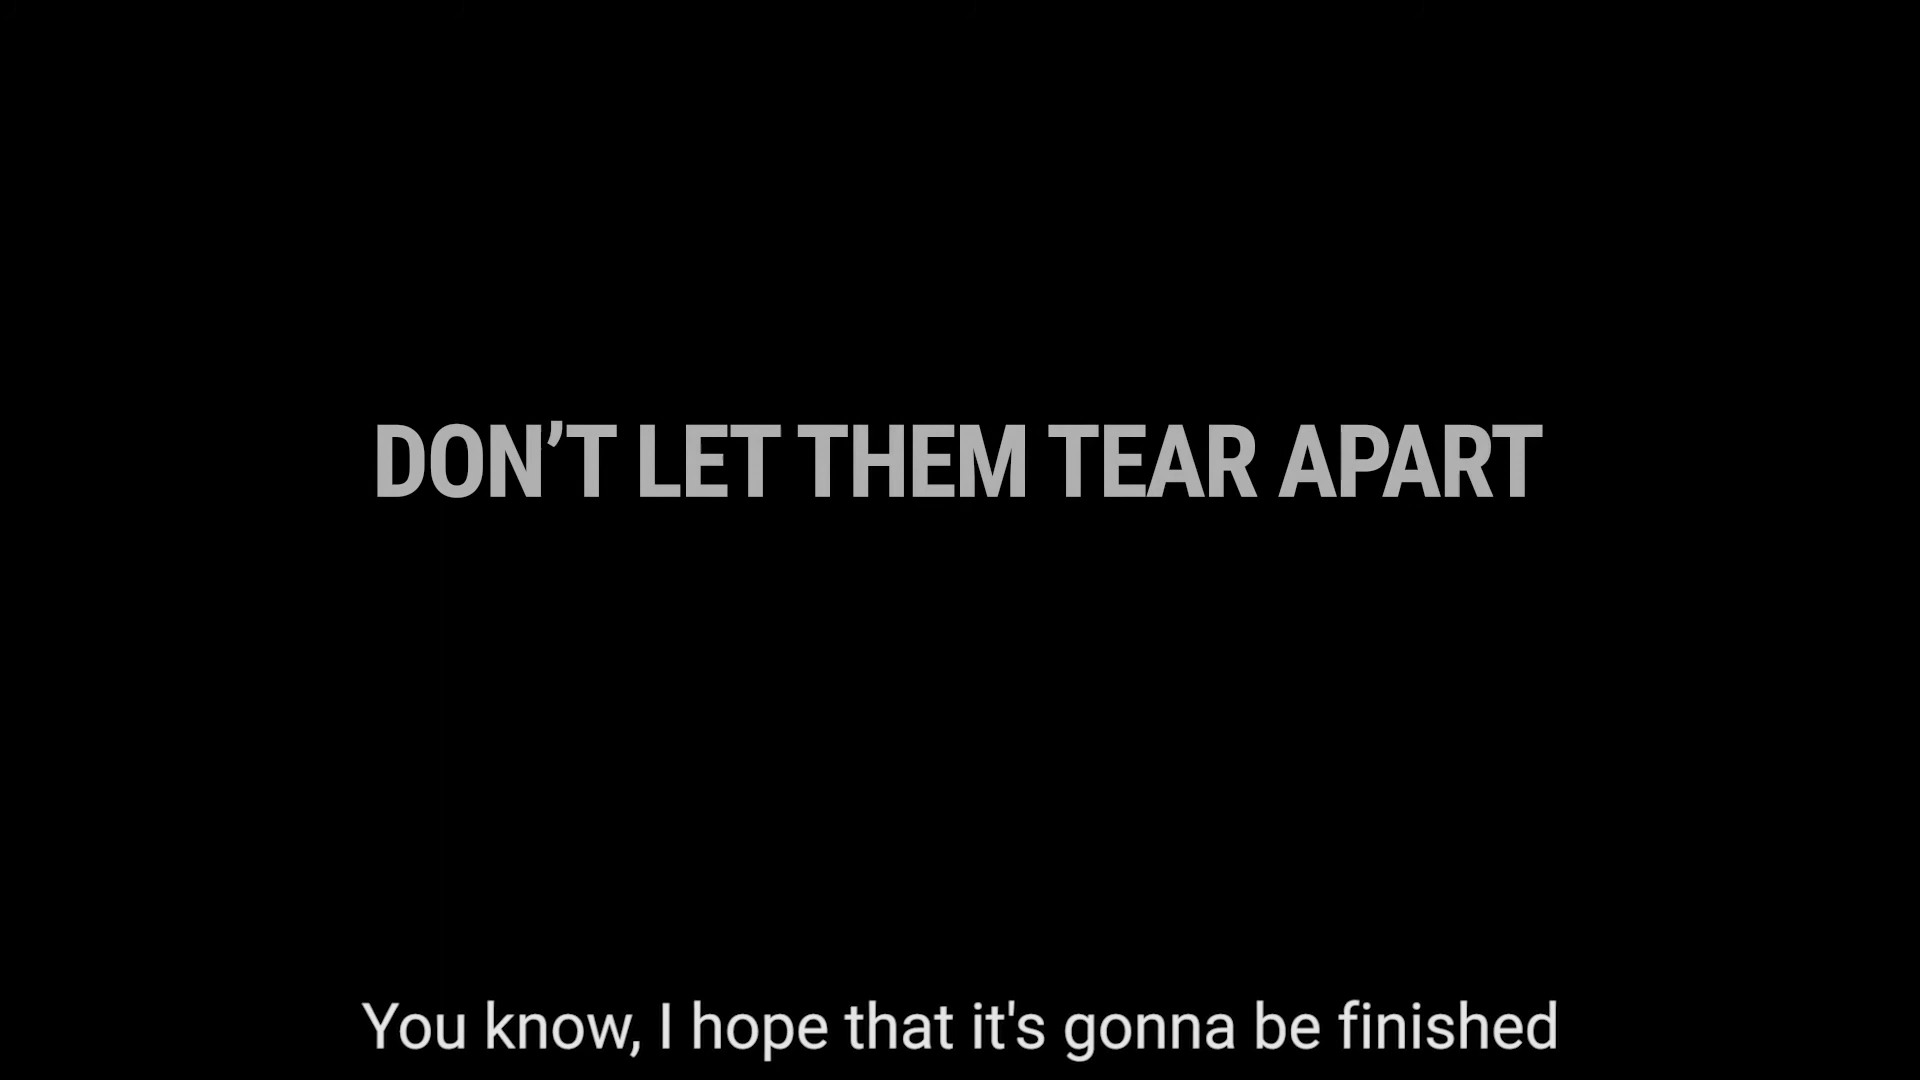 DON’T LET THEM TEAR APART
You know, I hope that it's gonna be finished